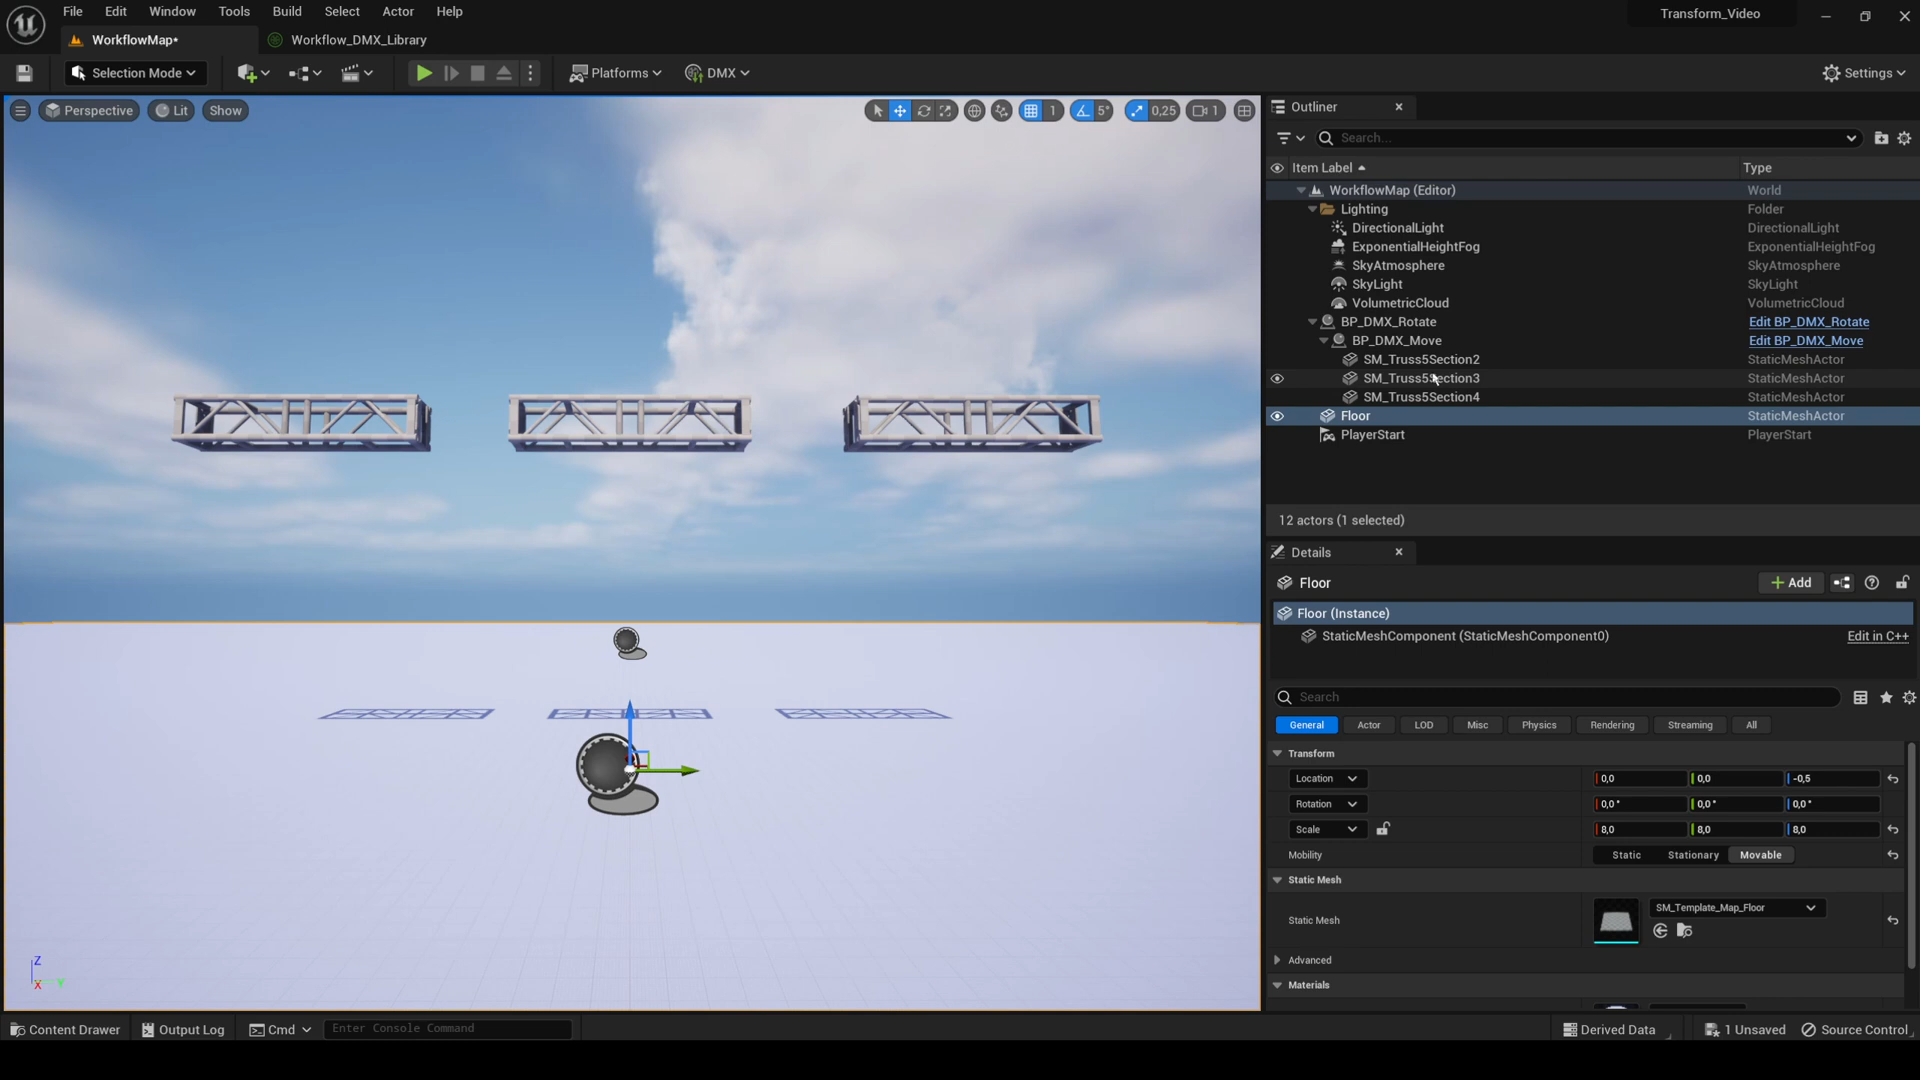 File Edit Window Tools Build Select Actor Help Transform_Video
WorkflowMap* Workflow_DMX_Library
Selection Mode Platforms DMX Settings
Perspective Lit Show 1 5° 0,25 1
Outliner
Search...
Item Label Type
WorkflowMap (Editor) World
Lighting Folder
DirectionalLight DirectionalLight
ExponentialHeightFog ExponentialHeightFog
SkyAtmosphere SkyAtmosphere
SkyLight SkyLight
VolumetricCloud VolumetricCloud
BP_DMX_Rotate Edit BP_DMX_Rotate
BP_DMX_Move Edit BP_DMX_Move
SM_Truss5Section2 StaticMeshActor
SM_Truss5Section3 StaticMeshActor
SM_Truss5Section4 StaticMeshActor
Floor StaticMeshActor
PlayerStart PlayerStart
12 actors (1 selected)
Details
Floor Add
Floor (Instance)
StaticMeshComponent (StaticMeshComponent0) Edit in C++
Search
General Actor LOD Misc Physics Rendering Streaming All
Transform
Location 0,0 0,0 -0,5
Rotation 0,0 ° 0,0 ° 0,0 °
Scale 8,0 8,0 8,0
Mobility Static Stationary Movable
Static Mesh
Static Mesh SM_Template_Map_Floor
Advanced
Materials
Z
X Y
Content Drawer Output Log Cmd Enter Console Command Derived Data 1 Unsaved Source Control